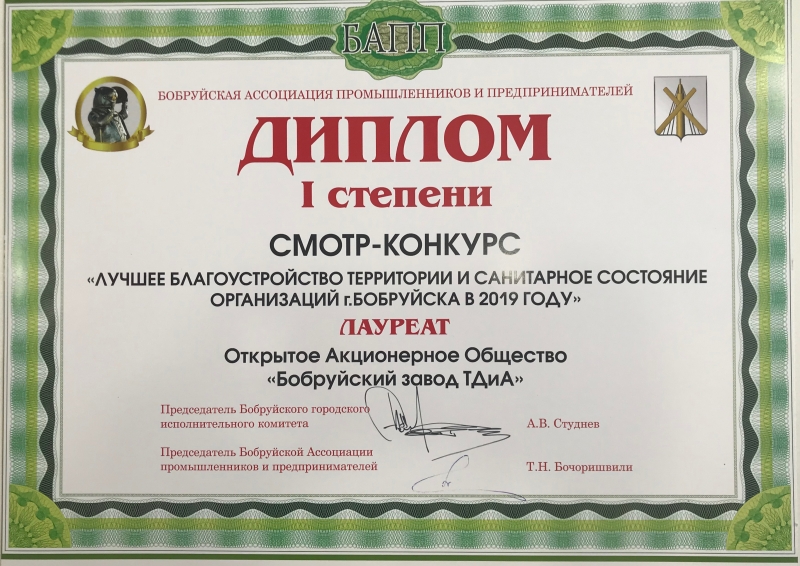 БАПП
БОБРУЙСКАЯ АССОЦИАЦИЯ ПРОМЫШЛЕННИКОВ И ПРЕДПРИНИМАТЕЛЕЙ
ДИПЛОМ
I степени
СМОТР-КОНКУРС
«ЛУЧШЕЕ БЛАГОУСТРОЙСТВО ТЕРРИТОРИИ И САНИТАРНОЕ СОСТОЯНИЕ
ОРГАНИЗАЦИЙ г.БОБРУЙСКА В 2019 ГОДУ»
ЛАУРЕАТ
Открытое Акционерное Общество
«Бобруйский завод ТДиА»
Председатель Бобруйского городского
исполнительного комитета А.В. Студнев
Председатель Бобруйской Ассоциации
промышленников и предпринимателей Т.Н. Бочоришвили